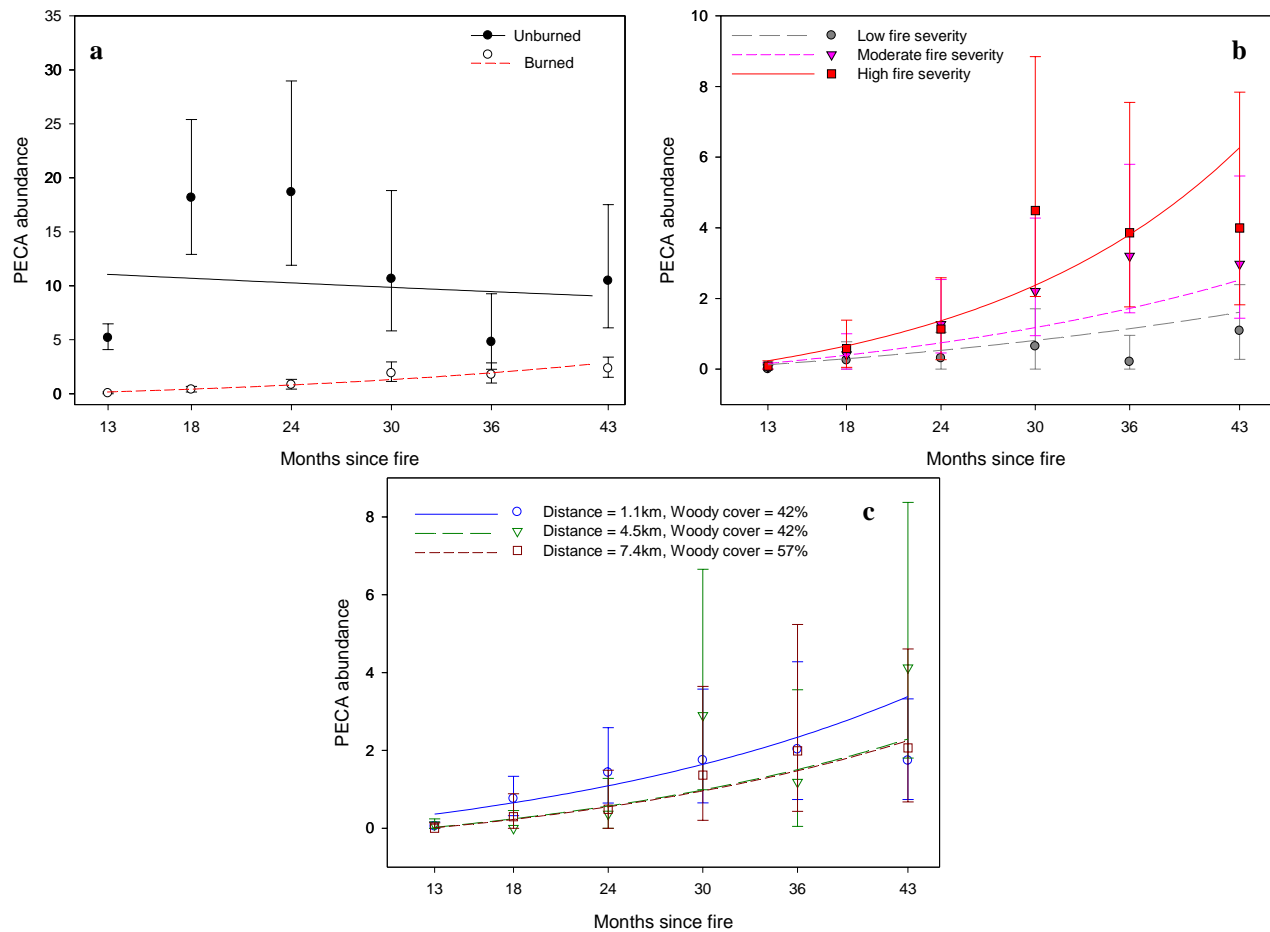 a
Unburned
Burned
35
30
25
20
15
10
5
0
PECA abundance
13 18 24 30 36 43
Months since fire
b
Low fire severity
Moderate fire severity
High fire severity
10
8
6
4
2
0
PECA abundance
13 18 24 30 36 43
Months since fire
c
Distance = 1.1km, Woody cover = 42%
Distance = 4.5km, Woody cover = 42%
Distance = 7.4km, Woody cover = 57%
8
6
4
2
0
PECA abundance
13 18 24 30 36 43
Months since fire